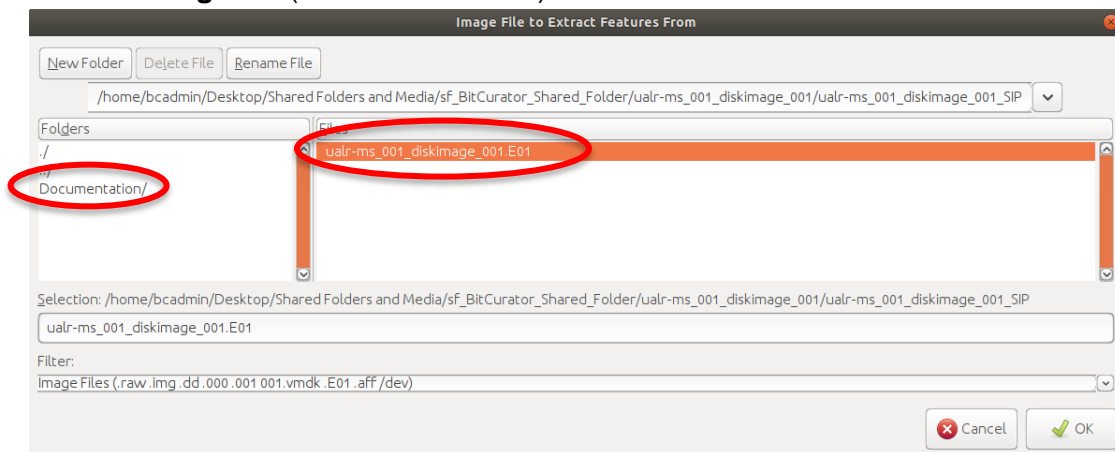 Image File to Extract Features From
New Folder Delete File Rename File
/home/bcadmin/Desktop/Shared Folders and Media/sf_BitCurator_Shared_Folder/ualr-ms_001_diskimage_001/ualr-ms_001_diskimage_001_SIP
Folders Files
./ ualr-ms_001_diskimage_001.E01
../
Documentation/
Selection: /home/bcadmin/Desktop/Shared Folders and Media/sf_BitCurator_Shared_Folder/ualr-ms_001_diskimage_001/ualr-ms_001_diskimage_001_SIP
ualr-ms_001_diskimage_001.E01
Filter:
Image Files (.raw .img .dd .000 .001 001.vmdk .E01 .aff /dev)
Cancel OK